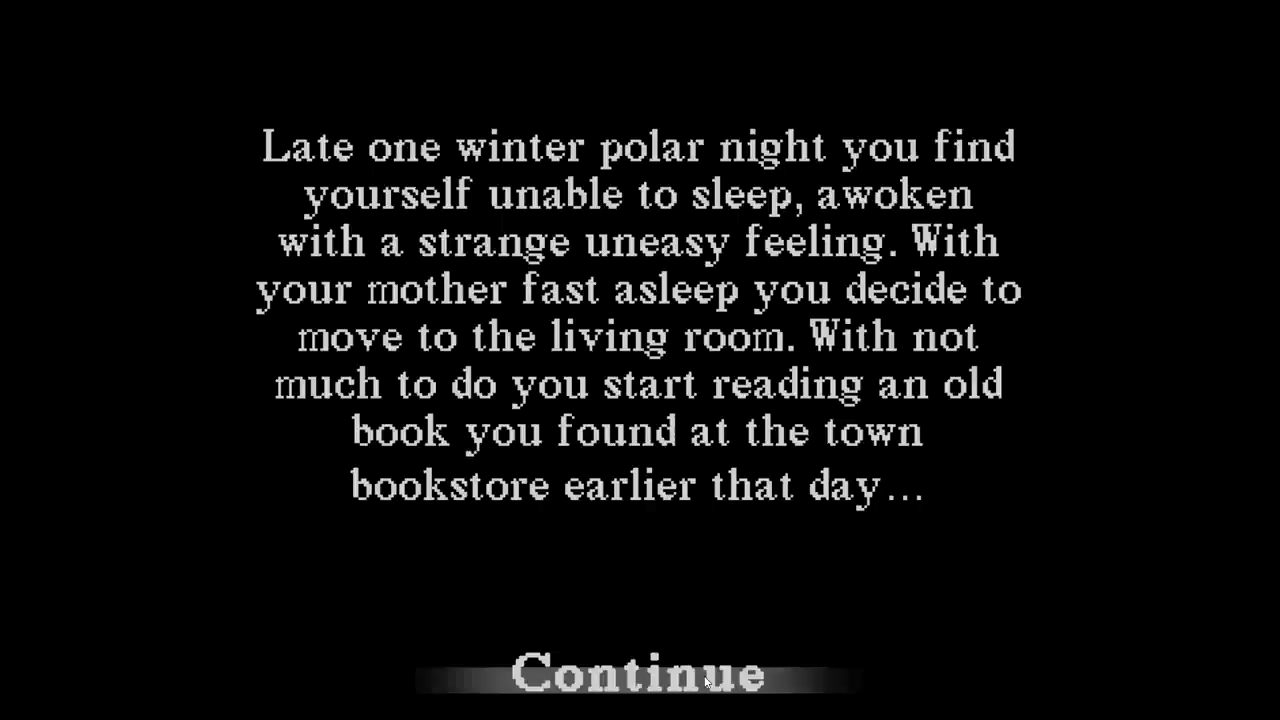 Late one winter polar night you find
yourself unable to sleep, awoken
with a strange uneasy feeling. With
your mother fast asleep you decide to
move to the living room. With not
much to do you start reading an old
book you found at the town
bookstore earlier that day...
Continue